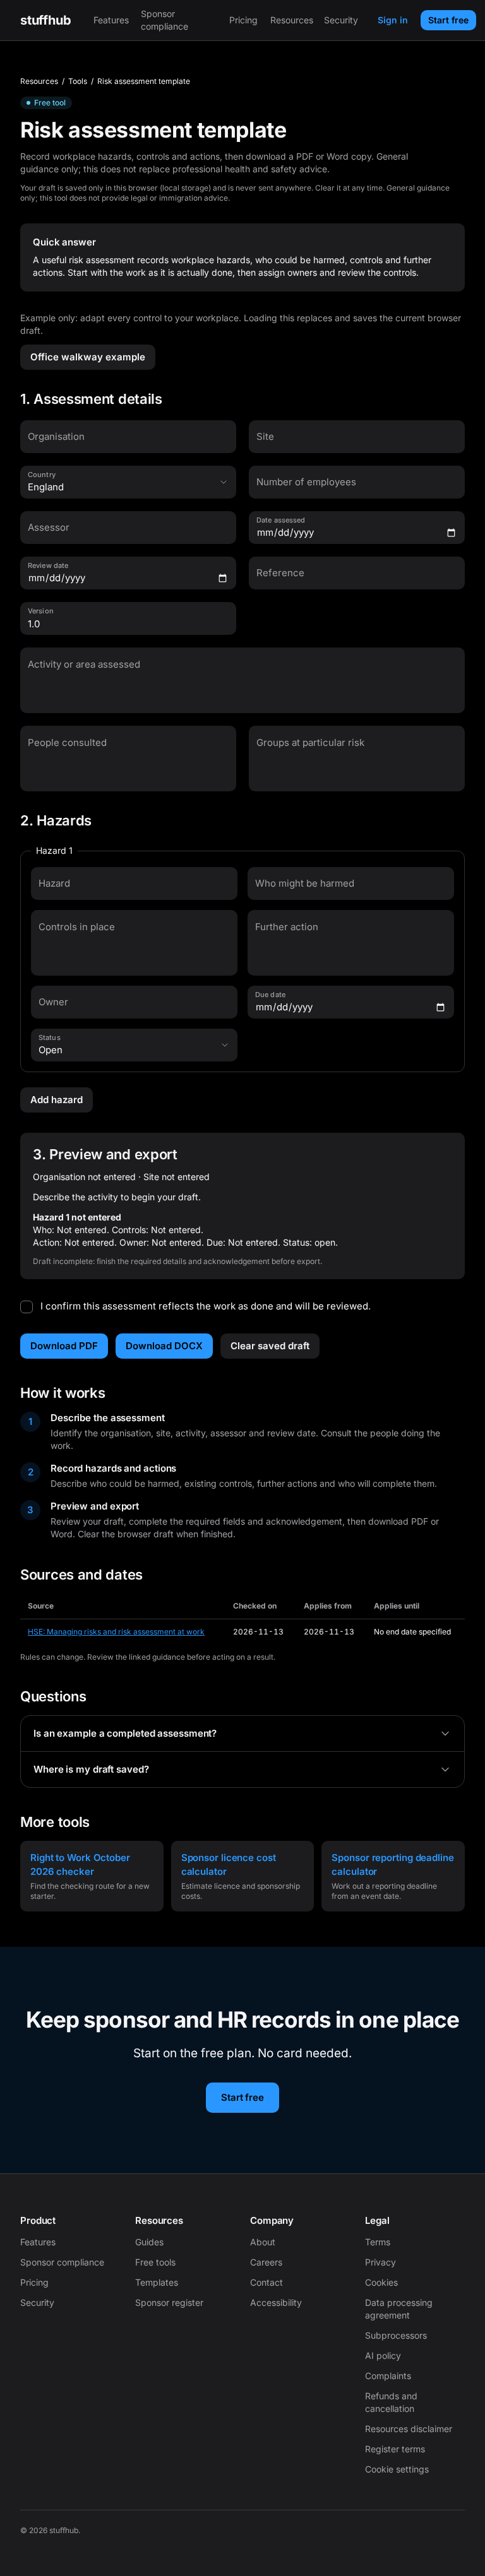 stuffhub
Features
Sponsor compliance
Pricing
Resources
Security
Sign in
Start free
Resources / Tools / Risk assessment template
Free tool
Risk assessment template
Record workplace hazards, controls and actions, then download a PDF or Word copy. General
guidance only; this does not replace professional health and safety advice.
Your draft is saved only in this browser (local storage) and is never sent anywhere. Clear it at any time. General guidance
only; this tool does not provide legal or immigration advice.
Quick answer
A useful risk assessment records workplace hazards, who could be harmed, controls and further
actions. Start with the work as it is actually done, then assign owners and review the controls.
Example only: adapt every control to your workplace. Loading this replaces and saves the current browser
draft.
Office walkway example
1. Assessment details
Organisation
Site
Country
England
Number of employees
Assessor
Date assessed
mm/dd/yyyy
Review date
mm/dd/yyyy
Reference
Version
1.0
Activity or area assessed
People consulted
Groups at particular risk
2. Hazards
Hazard 1
Hazard
Who might be harmed
Controls in place
Further action
Owner
Due date
mm/dd/yyyy
Status
Open
Add hazard
3. Preview and export
Organisation not entered · Site not entered
Describe the activity to begin your draft.
Hazard 1 not entered
Who: Not entered. Controls: Not entered.
Action: Not entered. Owner: Not entered. Due: Not entered. Status: open.
Draft incomplete: finish the required details and acknowledgement before export.
I confirm this assessment reflects the work as done and will be reviewed.
Download PDF
Download DOCX
Clear saved draft
How it works
1
Describe the assessment
Identify the organisation, site, activity, assessor and review date. Consult the people doing the
work.
2
Record hazards and actions
Describe who could be harmed, existing controls, further actions and who will complete them.
3
Preview and export
Review your draft, complete the required fields and acknowledgement, then download PDF or
Word. Clear the browser draft when finished.
Sources and dates
Source Checked on Applies from Applies until
HSE: Managing risks and risk assessment at work 2026-11-13 2026-11-13 No end date specified
Rules can change. Review the linked guidance before acting on a result.
Questions
Is an example a completed assessment?
Where is my draft saved?
More tools
Right to Work October
2026 checker
Find the checking route for a new
starter.
Sponsor licence cost
calculator
Estimate licence and sponsorship
costs.
Sponsor reporting deadline
calculator
Work out a reporting deadline
from an event date.
Keep sponsor and HR records in one place
Start on the free plan. No card needed.
Start free
Product
Features
Sponsor compliance
Pricing
Security
Resources
Guides
Free tools
Templates
Sponsor register
Company
About
Careers
Contact
Accessibility
Legal
Terms
Privacy
Cookies
Data processing
agreement
Subprocessors
AI policy
Complaints
Refunds and
cancellation
Resources disclaimer
Register terms
Cookie settings
© 2026 stuffhub.